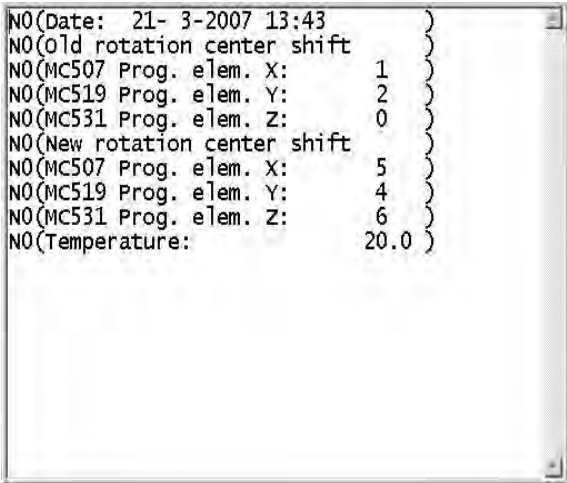 N0(Date:  21- 3-2007 13:43         )
N0(Old rotation center shift       )
N0(MC507 Prog. elem. X:        1   )
N0(MC519 Prog. elem. Y:        2   )
N0(MC531 Prog. elem. Z:        0   )
N0(New rotation center shift       )
N0(MC507 Prog. elem. X:        5   )
N0(MC519 Prog. elem. Y:        4   )
N0(MC531 Prog. elem. Z:        6   )
N0(Temperature:               20.0 )